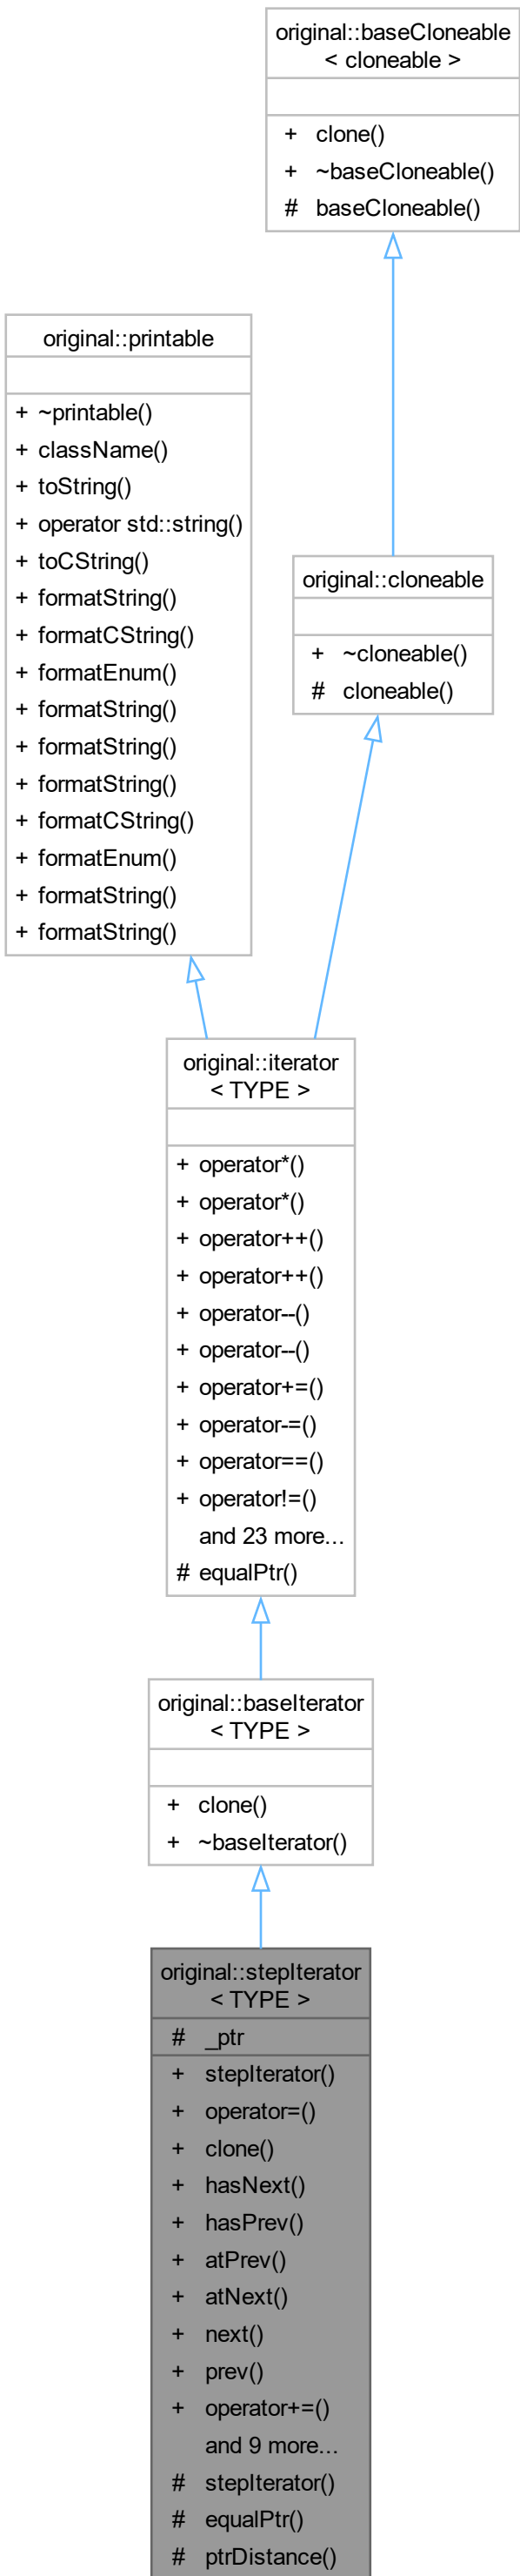 original::baseCloneable
< cloneable >
+ clone()
+ ~baseCloneable()
# baseCloneable()
original::printable
+ ~printable()
+ className()
+ toString()
+ operator std::string()
+ toCString()
+ formatString()
+ formatCString()
+ formatEnum()
+ formatString()
+ formatString()
+ formatString()
+ formatCString()
+ formatEnum()
+ formatString()
+ formatString()
original::cloneable
+ ~cloneable()
# cloneable()
original::iterator
< TYPE >
+ operator*()
+ operator*()
+ operator++()
+ operator++()
+ operator--()
+ operator--()
+ operator+=()
+ operator-=()
+ operator==()
+ operator!=()
and 23 more...
# equalPtr()
original::baseIterator
< TYPE >
+ clone()
+ ~baseIterator()
original::stepIterator
< TYPE >
# _ptr
+ stepIterator()
+ operator=()
+ clone()
+ hasNext()
+ hasPrev()
+ atPrev()
+ atNext()
+ next()
+ prev()
+ operator+=()
and 9 more...
# stepIterator()
# equalPtr()
# ptrDistance()